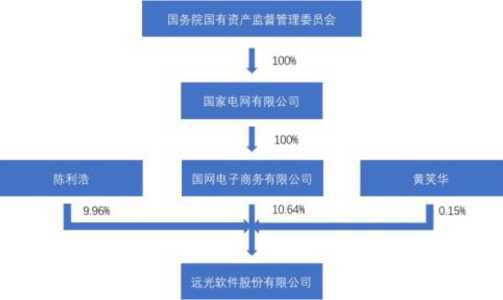 国务院国有资产监督管理委员会
100%
国家电网有限公司
100%
陈利浩
国网电子商务有限公司
黄笑华
9.96%
10.64%
0.15%
远光软件股份有限公司